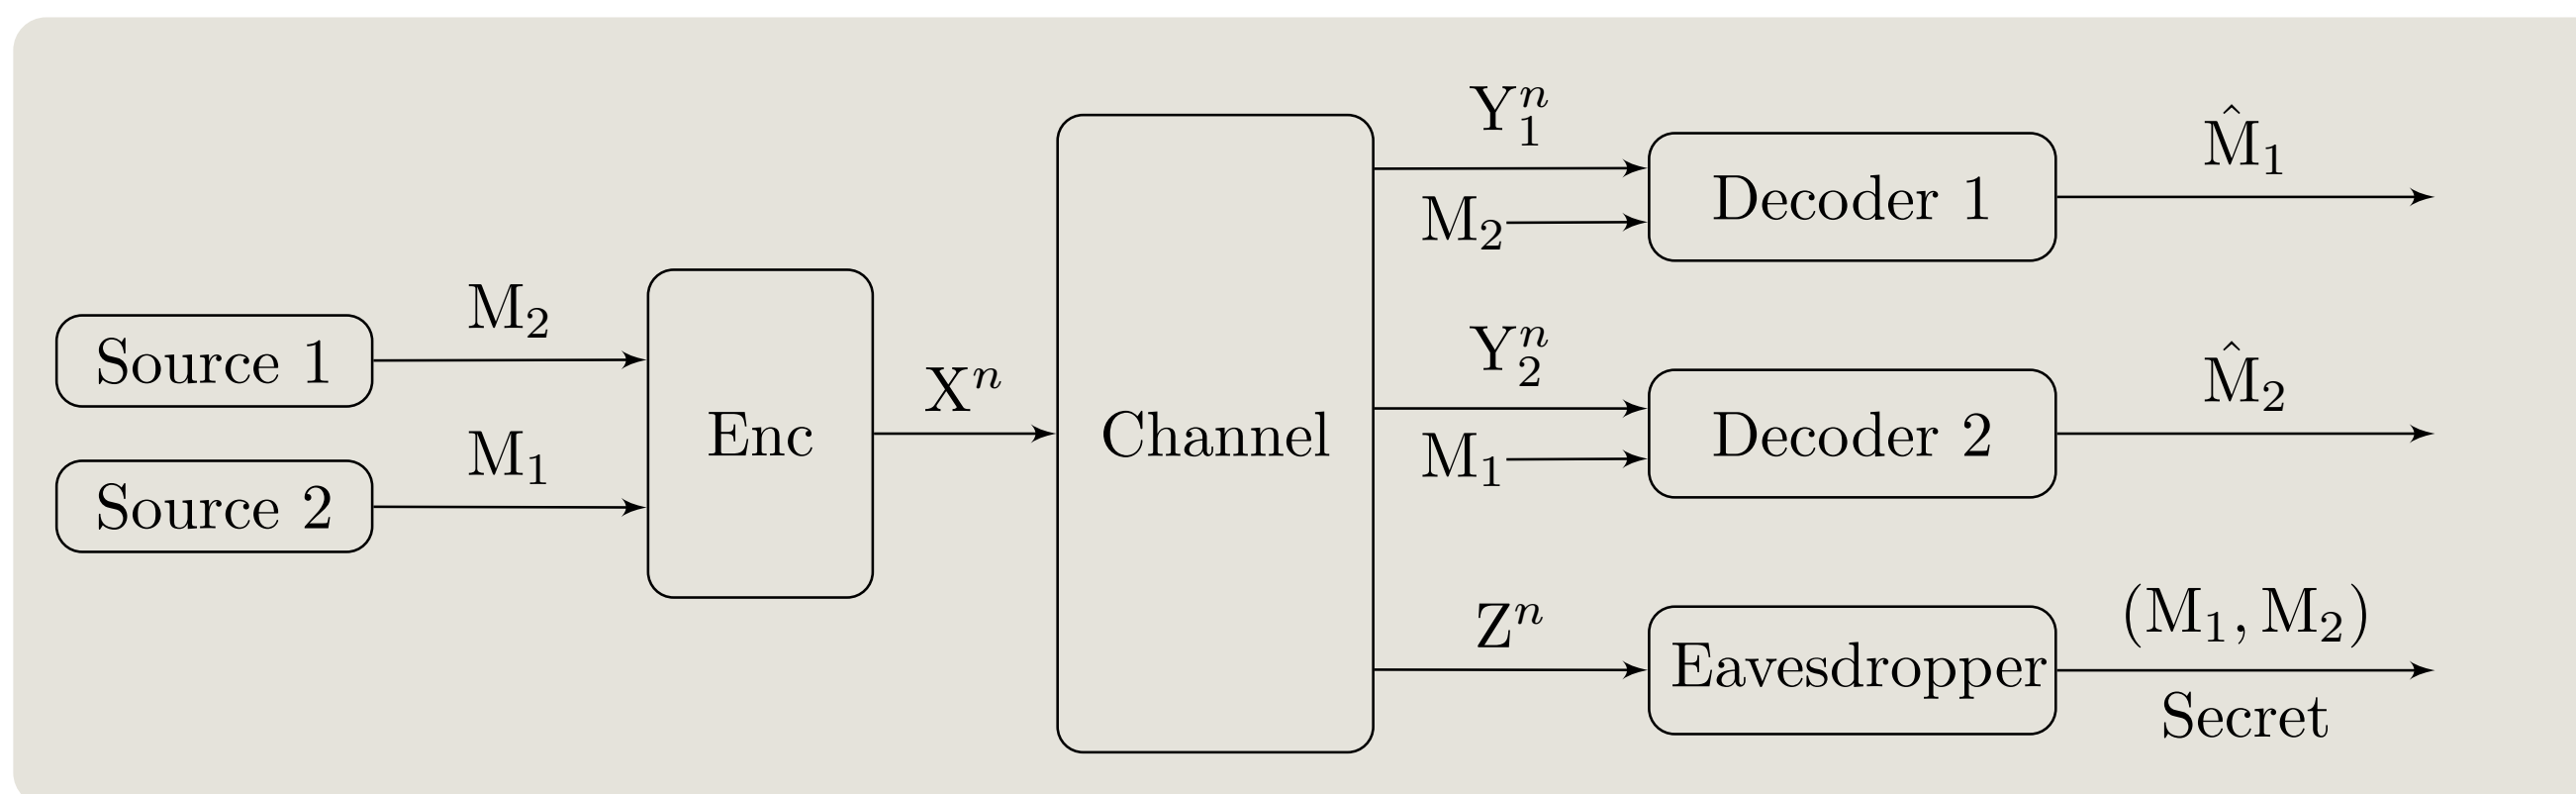 Source 1
M₂
Source 2
M₁
Enc
Xⁿ
Channel
Y₁ⁿ
M₂
Decoder 1
M̂₁
Y₂ⁿ
M₁
Decoder 2
M̂₂
Zⁿ
Eavesdropper
(M₁, M₂)
Secret